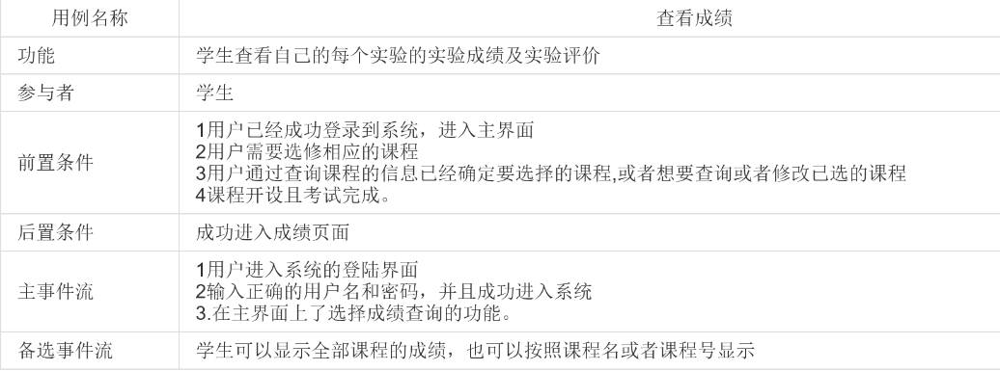 用例名称 查看成绩
功能 学生查看自己的每个实验的实验成绩及实验评价
参与者 学生
前置条件
1用户已经成功登录到系统，进入主界面
2用户需要选修相应的课程
3用户通过查询课程的信息已经确定要选择的课程,或者想要查询或者修改已选的课程
4课程开设且考试完成。
后置条件 成功进入成绩页面
主事件流
1用户进入系统的登陆界面
2输入正确的用户名和密码，并且成功进入系统
3.在主界面上了选择成绩查询的功能。
备选事件流 学生可以显示全部课程的成绩，也可以按照课程名或者课程号显示